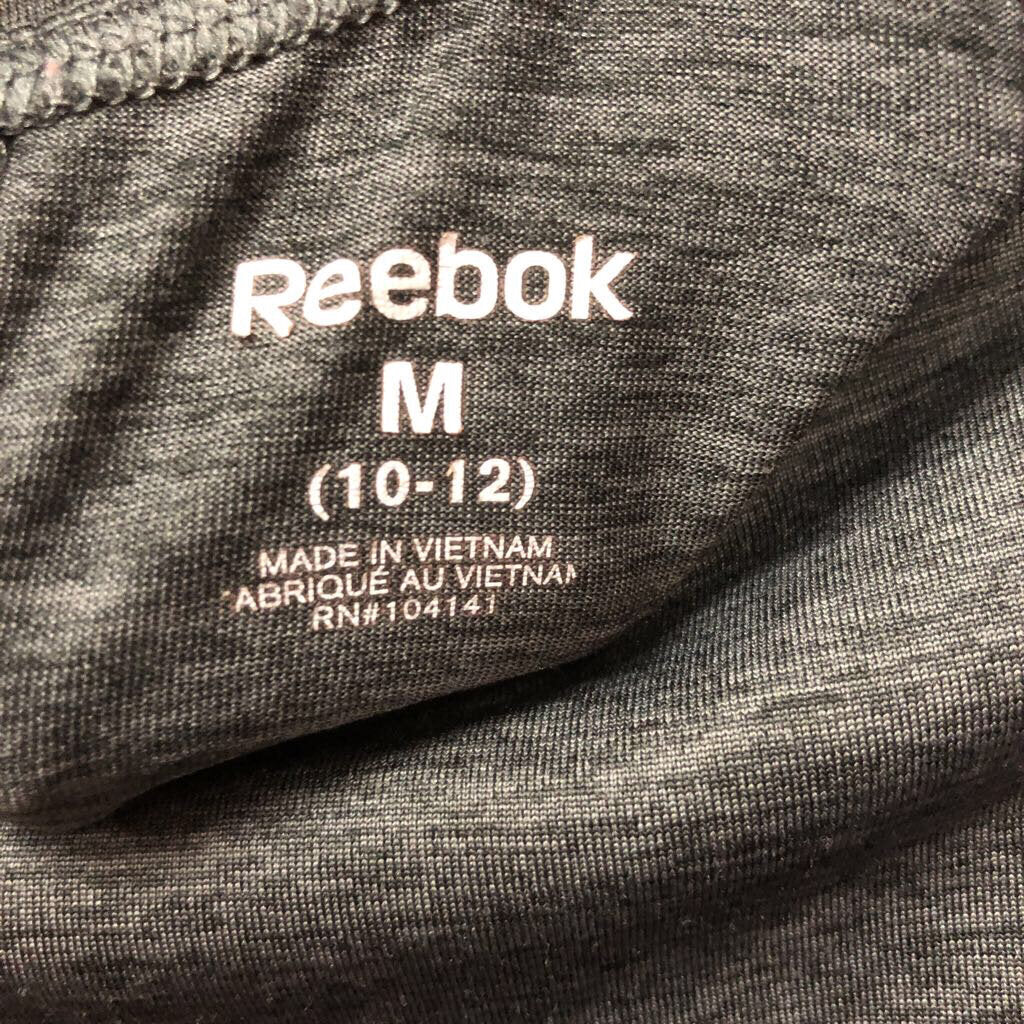 Reebok
M
(10-12)
MADE IN VIETNAM
ABRIQUÉ AU VIETNAM
RN#104141